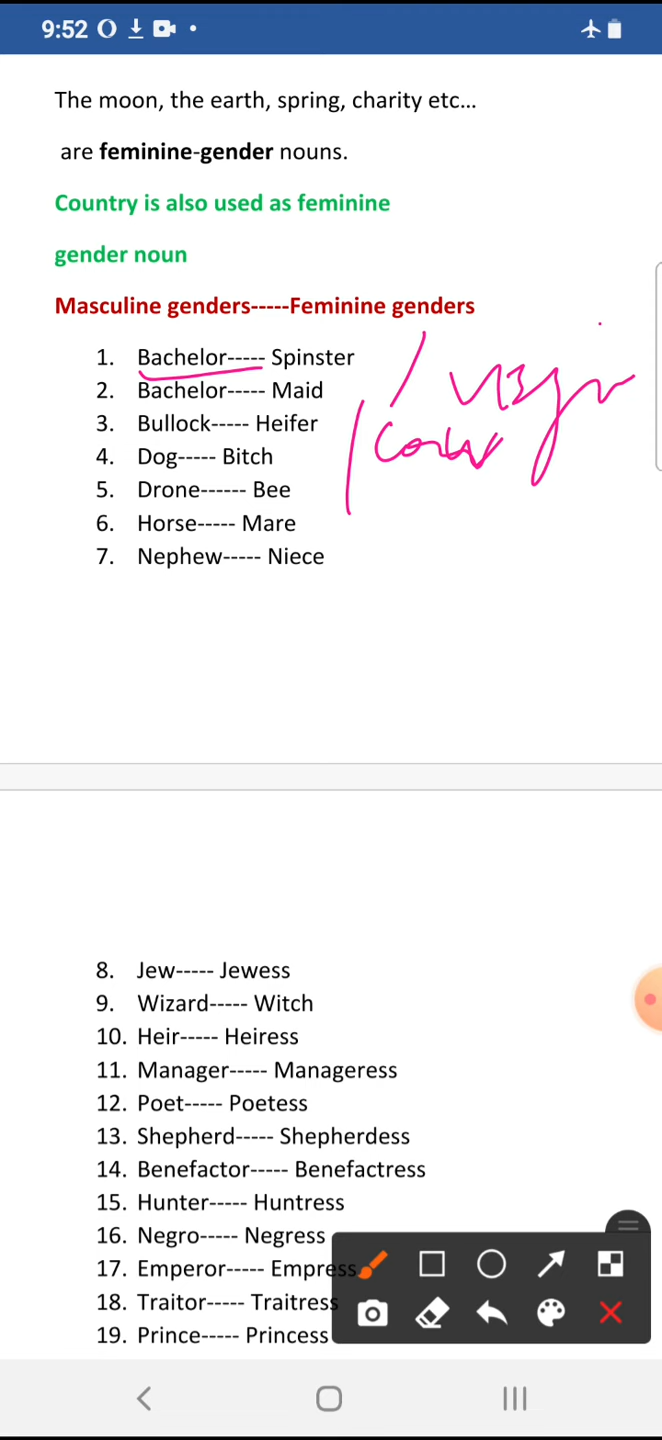 9:52
The moon, the earth, spring, charity etc...
are feminine-gender nouns.
Country is also used as feminine
gender noun
Masculine genders-----Feminine genders
1. Bachelor----- Spinster
2. Bachelor----- Maid
3. Bullock----- Heifer
4. Dog----- Bitch
5. Drone------ Bee
6. Horse----- Mare
7. Nephew----- Niece
8. Jew----- Jewess
9. Wizard----- Witch
10. Heir----- Heiress
11. Manager----- Manageress
12. Poet----- Poetess
13. Shepherd----- Shepherdess
14. Benefactor----- Benefactress
15. Hunter----- Huntress
16. Negro----- Negress
17. Emperor----- Empress
18. Traitor----- Traitress
19. Prince----- Princess